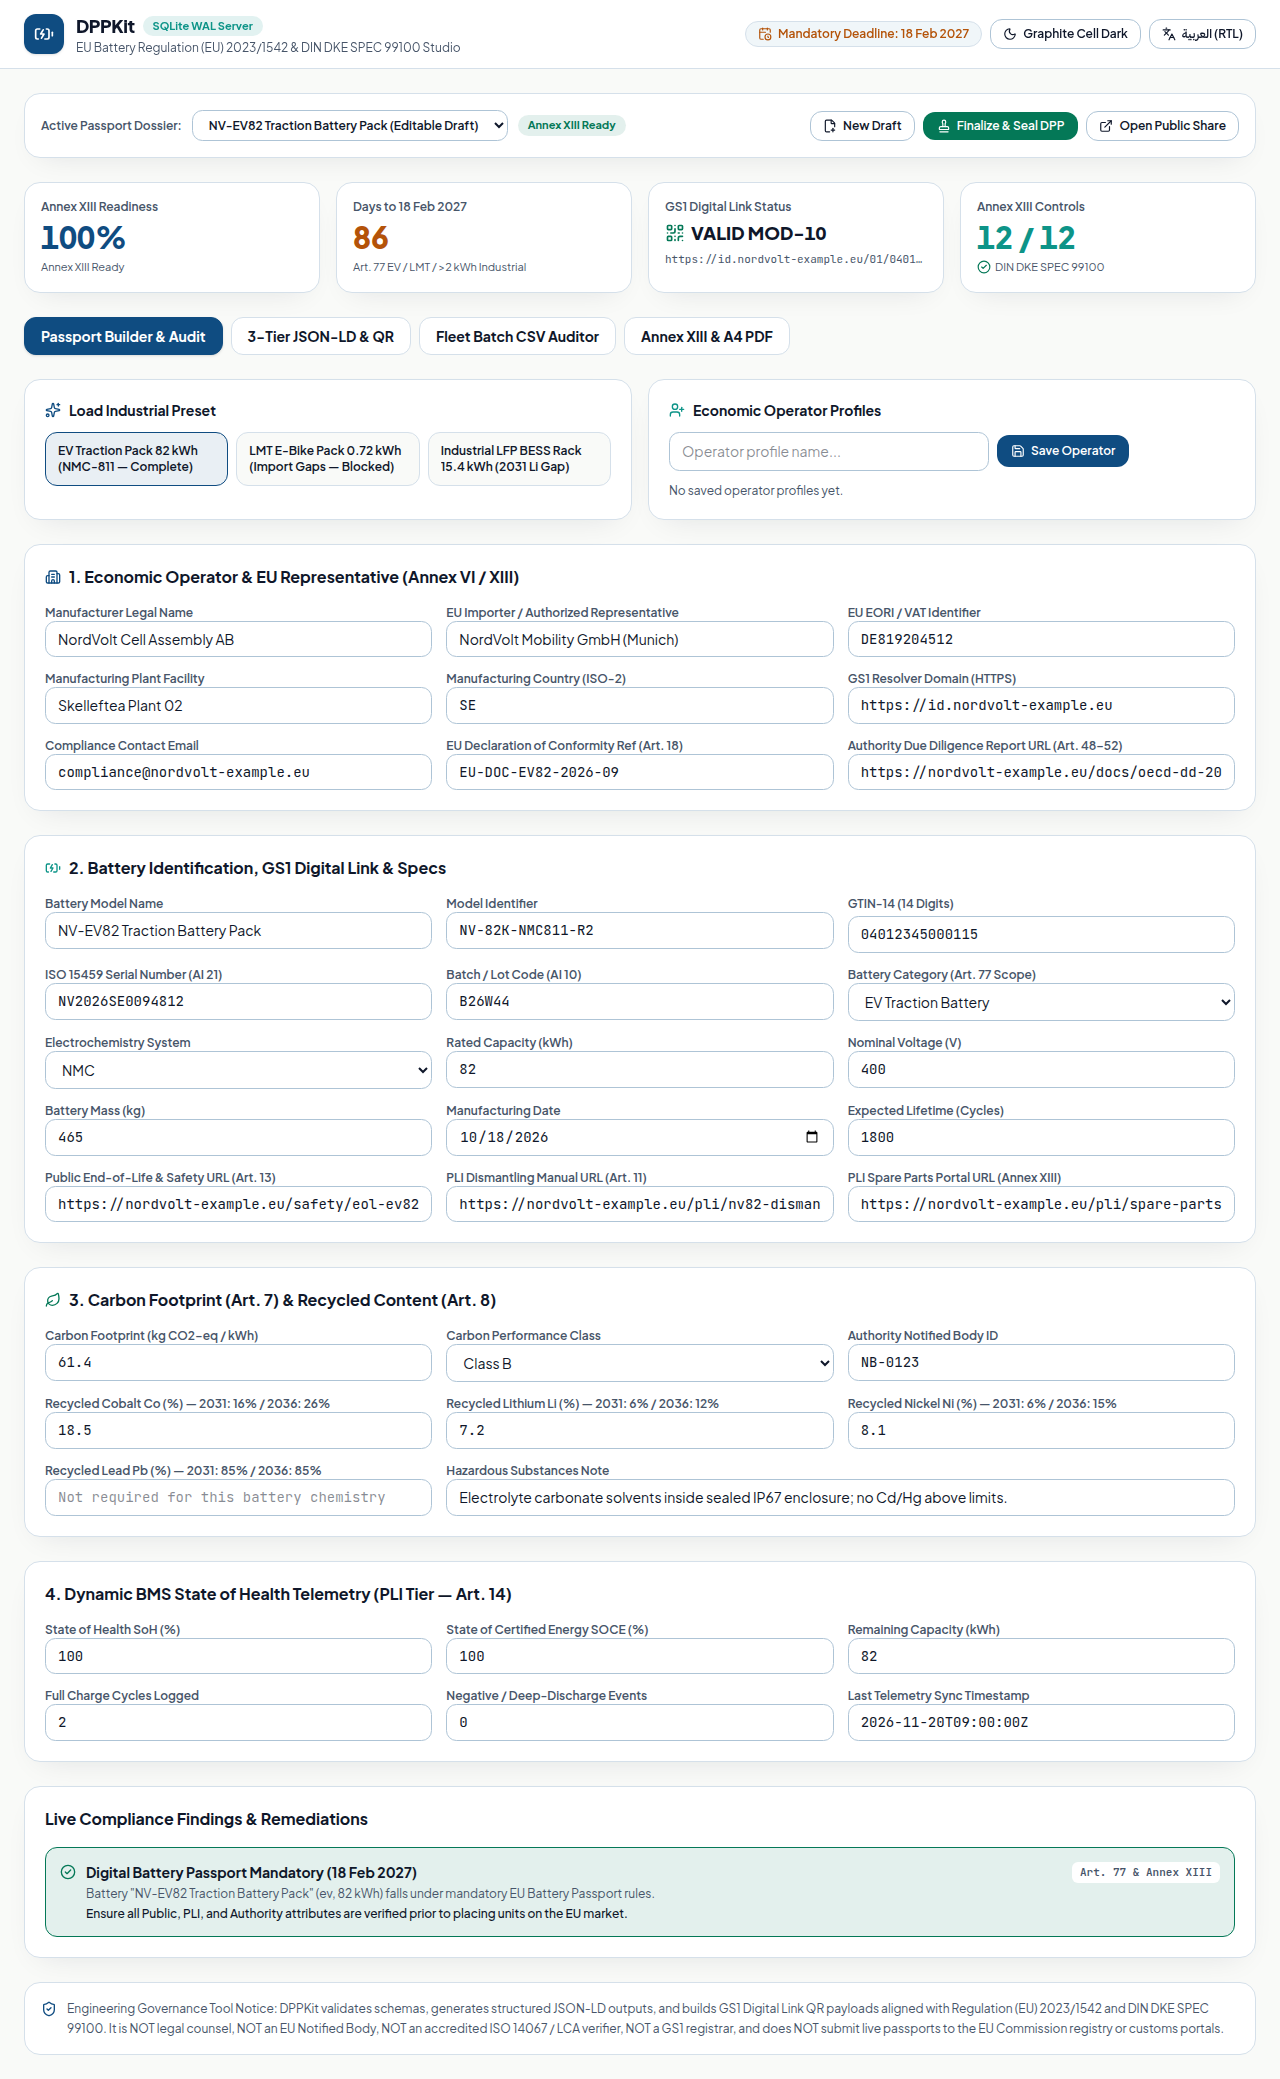 DPPKit SQLite WAL Server
EU Battery Regulation (EU) 2023/1542 & DIN DKE SPEC 99100 Studio
Mandatory Deadline: 18 Feb 2027
Graphite Cell Dark
العربية (RTL)
Active Passport Dossier: NV-EV82 Traction Battery Pack (Editable Draft) Annex XIII Ready
New Draft
Finalize & Seal DPP
Open Public Share
Annex XIII Readiness
100%
Annex XIII Ready
Days to 18 Feb 2027
86
Art. 77 EV / LMT / >2 kWh Industrial
GS1 Digital Link Status
VALID MOD-10
https://id.nordvolt-example.eu/01/0401…
Annex XIII Controls
12 / 12
DIN DKE SPEC 99100
Passport Builder & Audit
3-Tier JSON-LD & QR
Fleet Batch CSV Auditor
Annex XIII & A4 PDF
Load Industrial Preset
EV Traction Pack 82 kWh
(NMC-811 — Complete)
LMT E-Bike Pack 0.72 kWh
(Import Gaps — Blocked)
Industrial LFP BESS Rack
15.4 kWh (2031 Li Gap)
Economic Operator Profiles
Operator profile name...
Save Operator
No saved operator profiles yet.
1. Economic Operator & EU Representative (Annex VI / XIII)
Manufacturer Legal Name
NordVolt Cell Assembly AB
EU Importer / Authorized Representative
NordVolt Mobility GmbH (Munich)
EU EORI / VAT Identifier
DE819204512
Manufacturing Plant Facility
Skelleftea Plant 02
Manufacturing Country (ISO-2)
SE
GS1 Resolver Domain (HTTPS)
https://id.nordvolt-example.eu
Compliance Contact Email
compliance@nordvolt-example.eu
EU Declaration of Conformity Ref (Art. 18)
EU-DOC-EV82-2026-09
Authority Due Diligence Report URL (Art. 48-52)
https://nordvolt-example.eu/docs/oecd-dd-20
2. Battery Identification, GS1 Digital Link & Specs
Battery Model Name
NV-EV82 Traction Battery Pack
Model Identifier
NV-82K-NMC811-R2
GTIN-14 (14 Digits)
04012345000115
ISO 15459 Serial Number (AI 21)
NV2026SE0094812
Batch / Lot Code (AI 10)
B26W44
Battery Category (Art. 77 Scope)
EV Traction Battery
Electrochemistry System
NMC
Rated Capacity (kWh)
82
Nominal Voltage (V)
400
Battery Mass (kg)
465
Manufacturing Date
10/18/2026
Expected Lifetime (Cycles)
1800
Public End-of-Life & Safety URL (Art. 13)
https://nordvolt-example.eu/safety/eol-ev82
PLI Dismantling Manual URL (Art. 11)
https://nordvolt-example.eu/pli/nv82-disman
PLI Spare Parts Portal URL (Annex XIII)
https://nordvolt-example.eu/pli/spare-parts
3. Carbon Footprint (Art. 7) & Recycled Content (Art. 8)
Carbon Footprint (kg CO2-eq / kWh)
61.4
Carbon Performance Class
Class B
Authority Notified Body ID
NB-0123
Recycled Cobalt Co (%) — 2031: 16% / 2036: 26%
18.5
Recycled Lithium Li (%) — 2031: 6% / 2036: 12%
7.2
Recycled Nickel Ni (%) — 2031: 6% / 2036: 15%
8.1
Recycled Lead Pb (%) — 2031: 85% / 2036: 85%
Not required for this battery chemistry
Hazardous Substances Note
Electrolyte carbonate solvents inside sealed IP67 enclosure; no Cd/Hg above limits.
4. Dynamic BMS State of Health Telemetry (PLI Tier — Art. 14)
State of Health SoH (%)
100
State of Certified Energy SOCE (%)
100
Remaining Capacity (kWh)
82
Full Charge Cycles Logged
2
Negative / Deep-Discharge Events
0
Last Telemetry Sync Timestamp
2026-11-20T09:00:00Z
Live Compliance Findings & Remediations
Digital Battery Passport Mandatory (18 Feb 2027)
Art. 77 & Annex XIII
Battery "NV-EV82 Traction Battery Pack" (ev, 82 kWh) falls under mandatory EU Battery Passport rules.
Ensure all Public, PLI, and Authority attributes are verified prior to placing units on the EU market.
Engineering Governance Tool Notice: DPPKit validates schemas, generates structured JSON-LD outputs, and builds GS1 Digital Link QR payloads aligned with Regulation (EU) 2023/1542 and DIN DKE SPEC
99100. It is NOT legal counsel, NOT an EU Notified Body, NOT an accredited ISO 14067 / LCA verifier, NOT a GS1 registrar, and does NOT submit live passports to the EU Commission registry or customs portals.